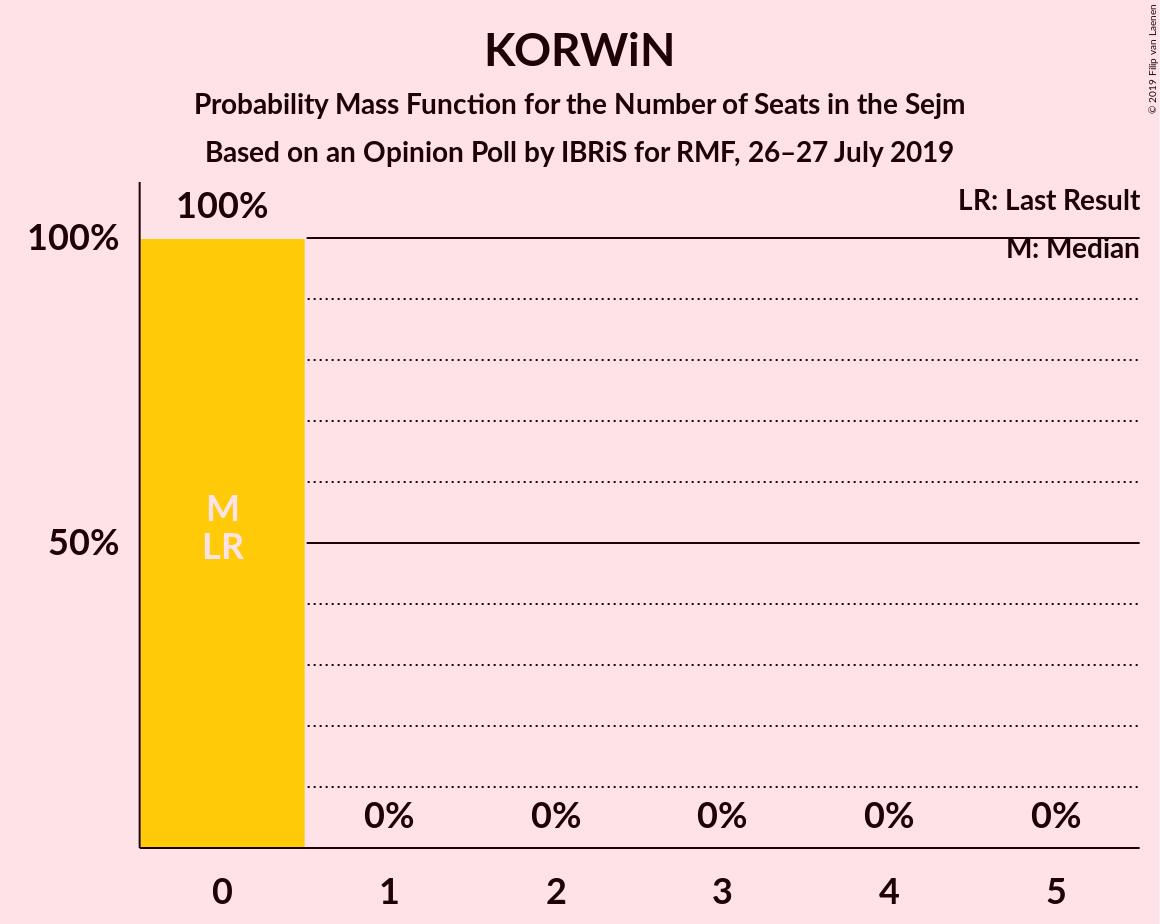 KORWiN
Probability Mass Function for the Number of Seats in the Sejm
Based on an Opinion Poll by IBRiS for RMF, 26–27 July 2019
© 2019 Filip van Laenen
LR: Last Result
M: Median
100%
100%
50%
M
LR
0% 0% 0% 0% 0%
0 1 2 3 4 5